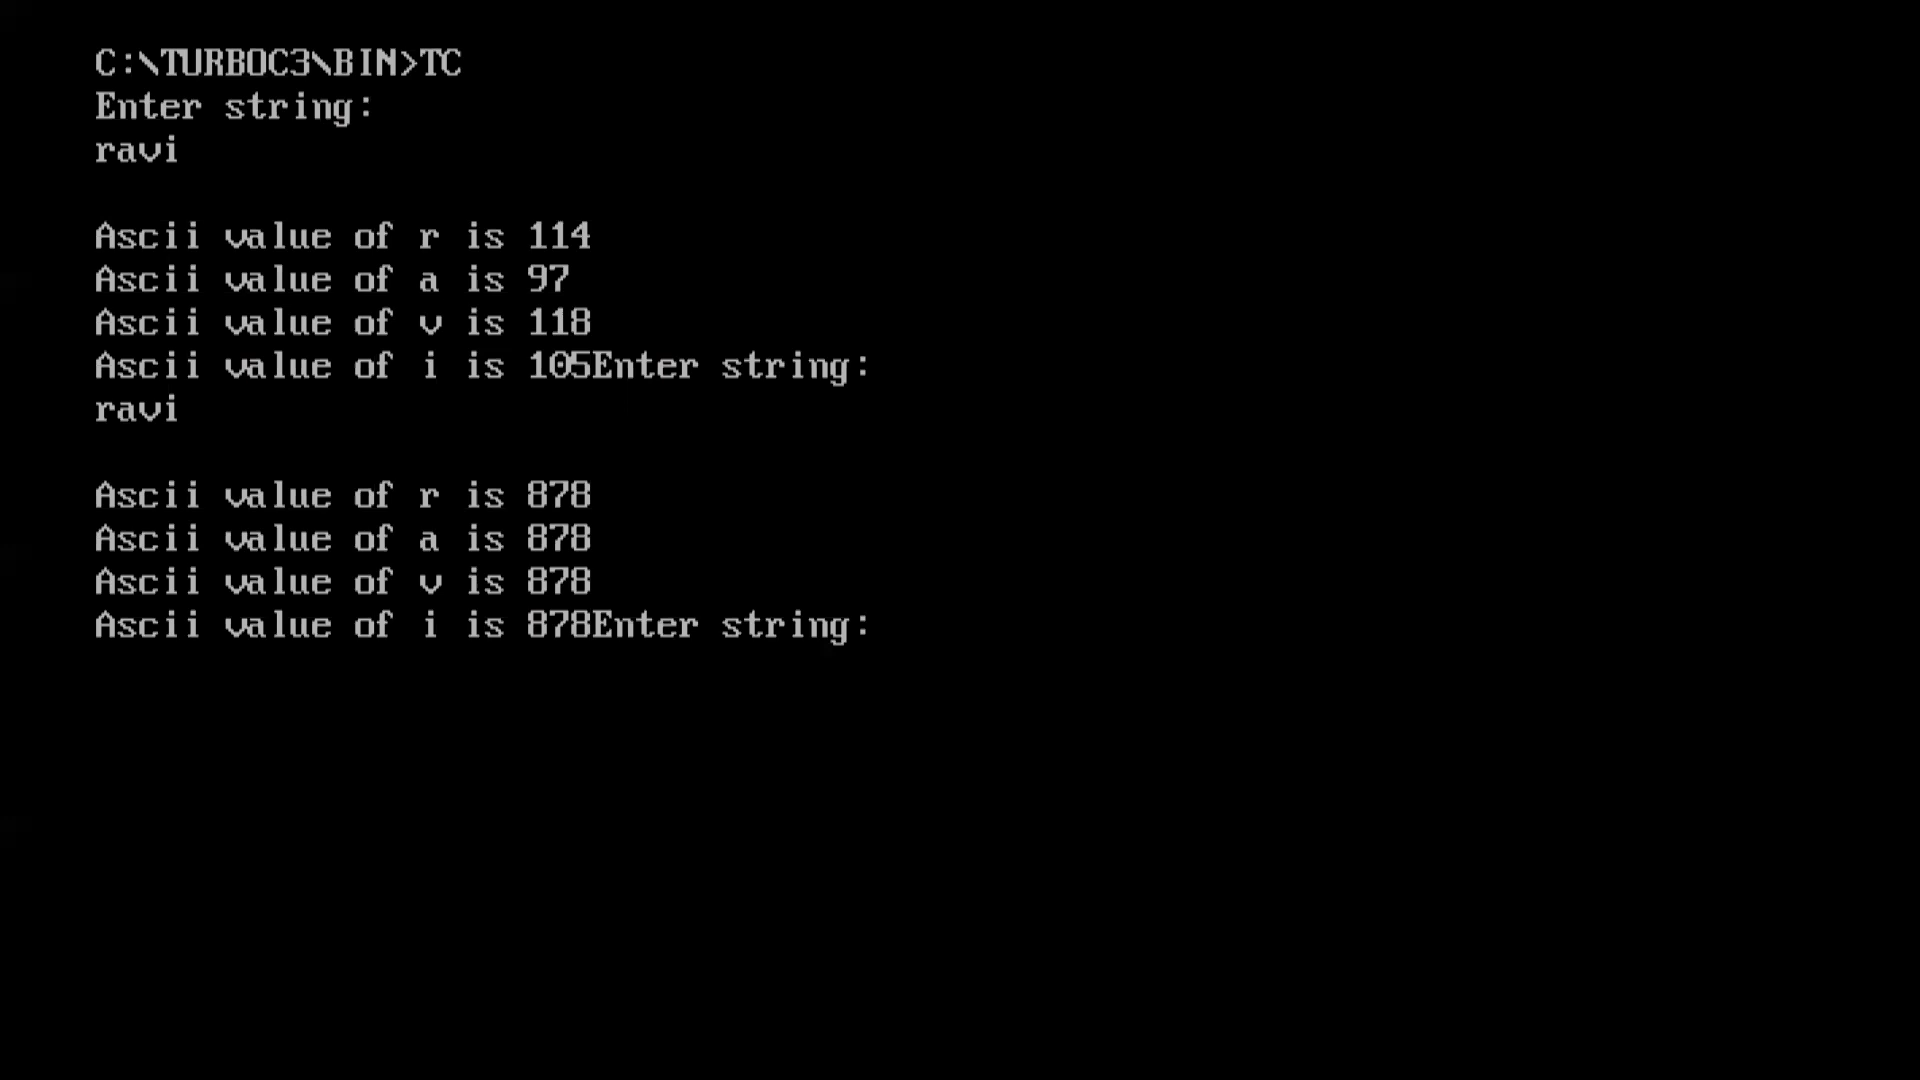 C:\TURBOC3\BIN>TC
Enter string:
ravi
Ascii value of r is 114
Ascii value of a is 97
Ascii value of v is 118
Ascii value of i is 105Enter string:
ravi
Ascii value of r is 878
Ascii value of a is 878
Ascii value of v is 878
Ascii value of i is 878Enter string: